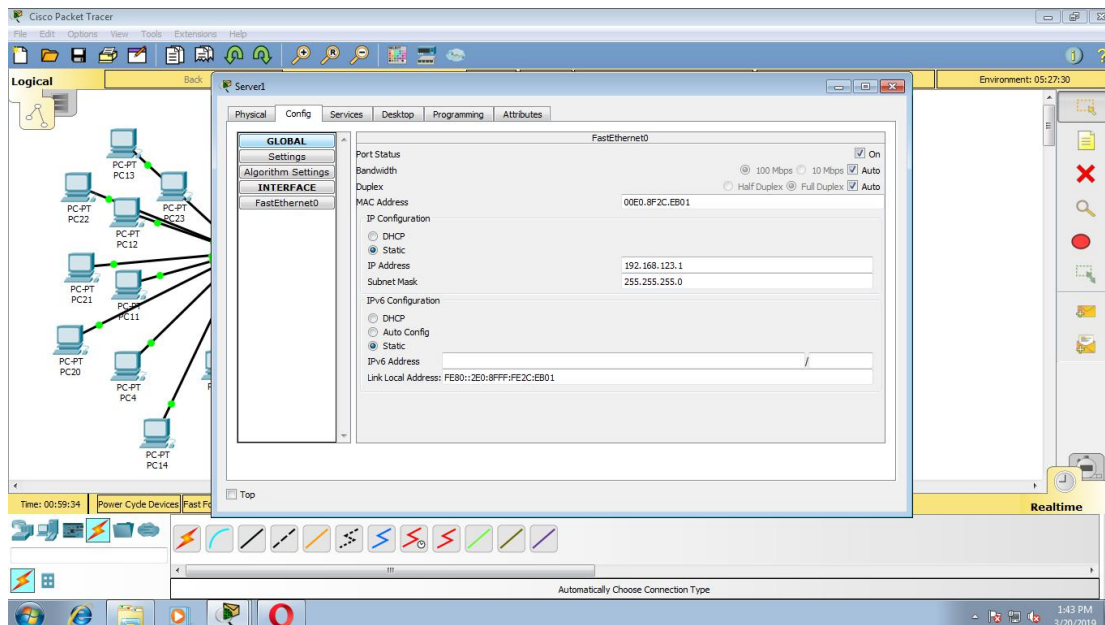 Cisco Packet Tracer
File Edit Options View Tools Extensions Help
Logical
Back
Environment: 05:27:30
Server1
Physical Config Services Desktop Programming Attributes
GLOBAL
Settings
Algorithm Settings
INTERFACE
FastEthernet0
FastEthernet0
Port Status On
Bandwidth 100 Mbps 10 Mbps Auto
Duplex Half Duplex Full Duplex Auto
MAC Address 00E0.8F2C.EB01
IP Configuration
DHCP
Static
IP Address 192.168.123.1
Subnet Mask 255.255.255.0
IPv6 Configuration
DHCP
Auto Config
Static
IPv6 Address /
Link Local Address: FE80::2E0:8FFF:FE2C:EB01
Top
PC-PT
PC13
PC-PT
PC22
PC-PT
PC23
PC-PT
PC12
PC-PT
PC21
PC-PT
PC11
PC-PT
PC20
PC-PT
PC4
PC-PT
PC14
Time: 00:59:34 Power Cycle Devices Fast Fo
Realtime
Automatically Choose Connection Type
1:43 PM
3/20/2019